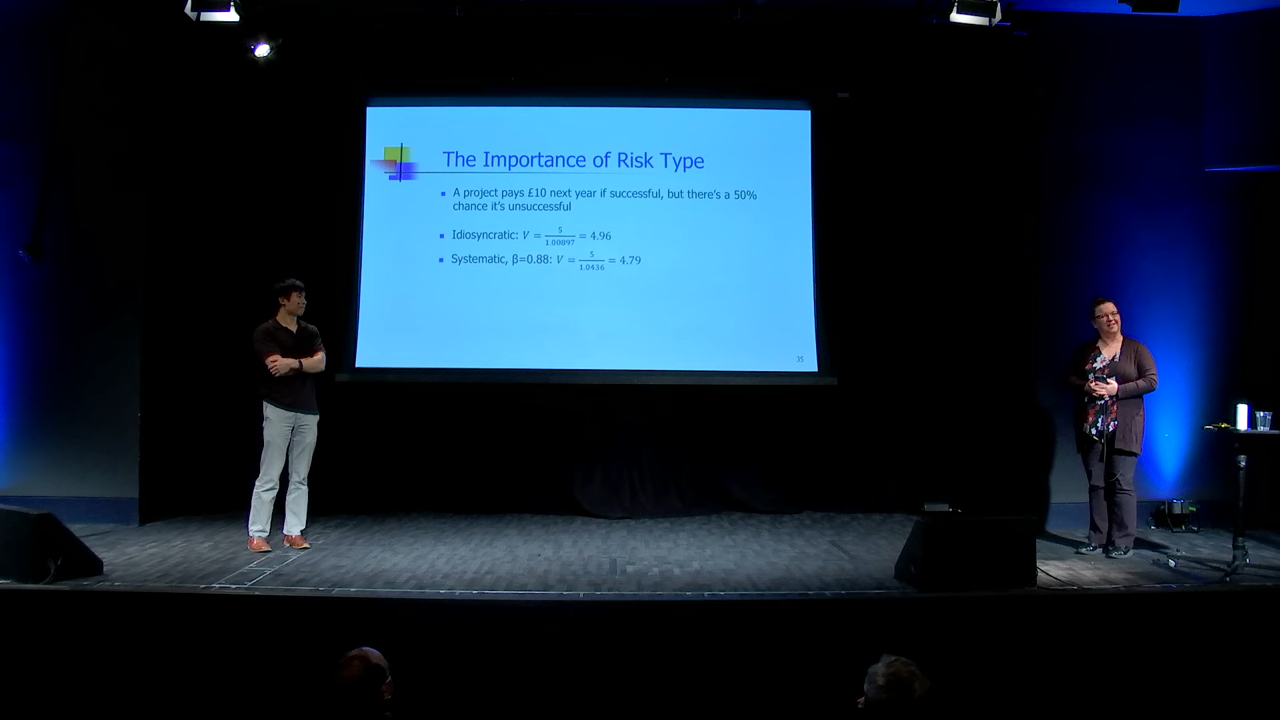 The Importance of Risk Type
A project pays £10 next year if successful, but there's a 50%
chance it's unsuccessful
Idiosyncratic: V = 5/1.00897 = 4.96
Systematic, β=0.88: V = 5/1.0436 = 4.79
35